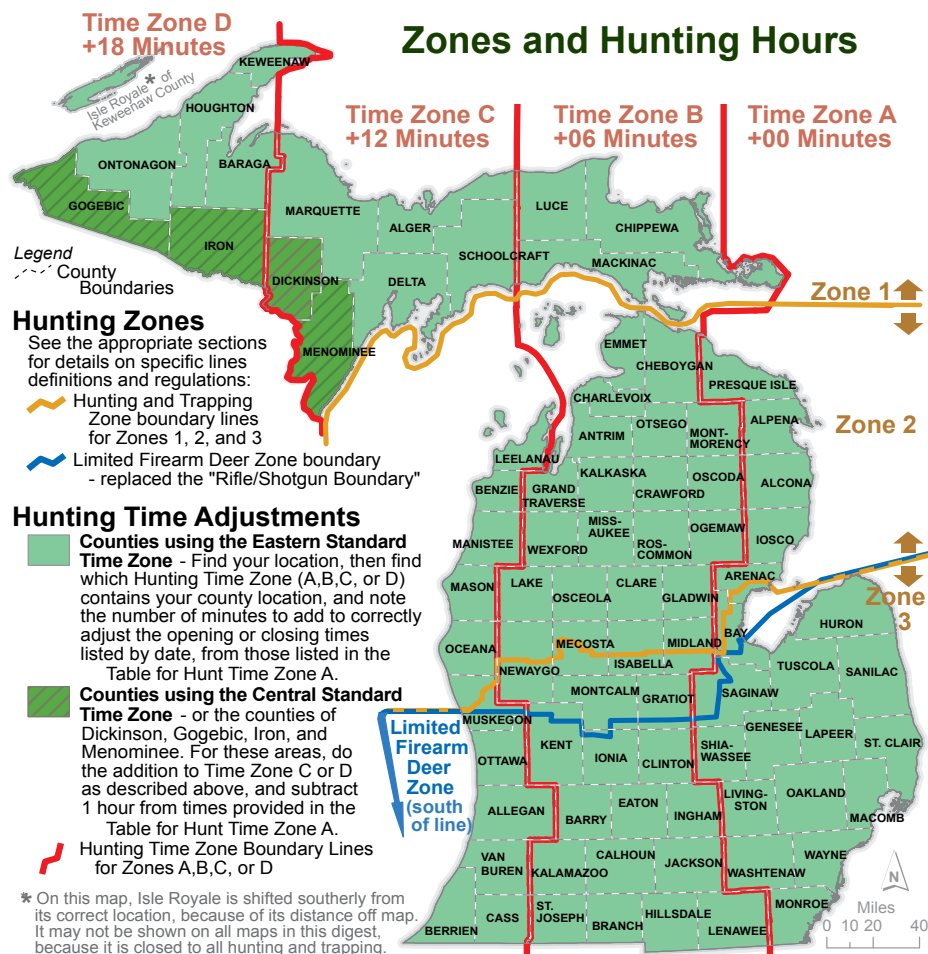 Zones and Hunting Hours
Time Zone D
+18 Minutes
Time Zone C
+12 Minutes
Time Zone B
+06 Minutes
Time Zone A
+00 Minutes
Isle Royale* of
Keweenaw County
KEWEENAW
HOUGHTON
ONTONAGON
BARAGA
GOGEBIC
IRON
MARQUETTE
DICKINSON
MENOMINEE
ALGER
DELTA
SCHOOLCRAFT
LUCE
CHIPPEWA
MACKINAC
Legend
County
Boundaries
Hunting Zones
See the appropriate sections
for details on specific lines
definitions and regulations:
Hunting and Trapping
Zone boundary lines
for Zones 1, 2, and 3
Limited Firearm Deer Zone boundary
- replaced the "Rifle/Shotgun Boundary"
Hunting Time Adjustments
Counties using the Eastern Standard
Time Zone - Find your location, then find
which Hunting Time Zone (A,B,C, or D)
contains your county location, and note
the number of minutes to add to correctly
adjust the opening or closing times
listed by date, from those listed in the
Table for Hunt Time Zone A.
Counties using the Central Standard
Time Zone - or the counties of
Dickinson, Gogebic, Iron, and
Menominee. For these areas, do
the addition to Time Zone C or D
as described above, and subtract
1 hour from times provided in the
Table for Hunt Time Zone A.
Hunting Time Zone Boundary Lines
for Zones A,B,C, or D
* On this map, Isle Royale is shifted southerly from
its correct location, because of its distance off map.
It may not be shown on all maps in this digest,
because it is closed to all hunting and trapping.
Zone 1
Zone 2
Zone
3
EMMET
CHEBOYGAN
PRESQUE ISLE
CHARLEVOIX
ANTRIM
OTSEGO
MONT-
MORENCY
ALPENA
LEELANAU
BENZIE
GRAND
TRAVERSE
KALKASKA
CRAWFORD
OSCODA
ALCONA
MANISTEE
WEXFORD
MISS-
AUKEE
ROS-
COMMON
OGEMAW
IOSCO
MASON
LAKE
OSCEOLA
CLARE
GLADWIN
ARENAC
OCEANA
NEWAYGO
MECOSTA
ISABELLA
MIDLAND
BAY
HURON
TUSCOLA
SANILAC
MUSKEGON
MONTCALM
GRATIOT
SAGINAW
GENESEE
LAPEER
ST. CLAIR
Limited
Firearm
Deer
Zone
(south
of line)
OTTAWA
KENT
IONIA
CLINTON
SHIA-
WASSEE
ALLEGAN
BARRY
EATON
INGHAM
LIVING-
STON
OAKLAND
MACOMB
VAN
BUREN
KALAMAZOO
CALHOUN
JACKSON
WASHTENAW
WAYNE
BERRIEN
CASS
ST.
JOSEPH
BRANCH
HILLSDALE
LENAWEE
MONROE
N
Miles
0 10 20 40